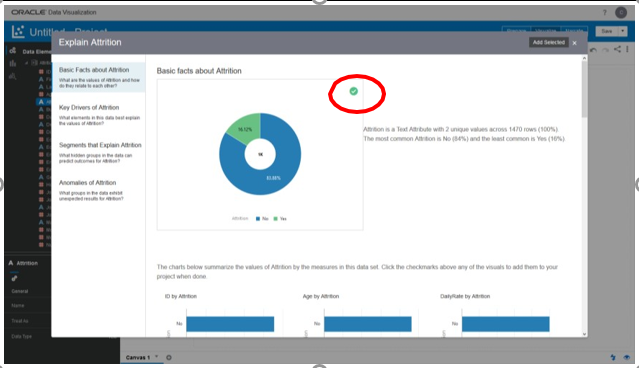 ORACLE Data Visualization
Untitled Project
Save
Data Elements
Explain Attrition
Add Selected
Basic Facts about Attrition
What are the values of Attrition and how
do they relate to each other?
Key Drivers of Attrition
What elements in this data best explain
the values of Attrition?
Segments that Explain Attrition
What hidden groups in the data can
predict outcomes for Attrition?
Anomalies of Attrition
What groups in the data exhibit
unexpected results for Attrition?
Basic facts about Attrition
16.12%
1K
83.88%
Attrition No Yes
Attrition is a Text Attribute with 2 unique values across 1470 rows (100%)
The most common Attrition is No (84%) and the least common is Yes (16%)
The charts below summarize the values of Attrition by the measures in this data set. Click the checkmarks above any of the visuals to add them to your
project when done.
ID by Attrition
Age by Attrition
DailyRate by Attrition
No
No
No
A Attrition
General
Name
Treat As
Data Type
Canvas 1